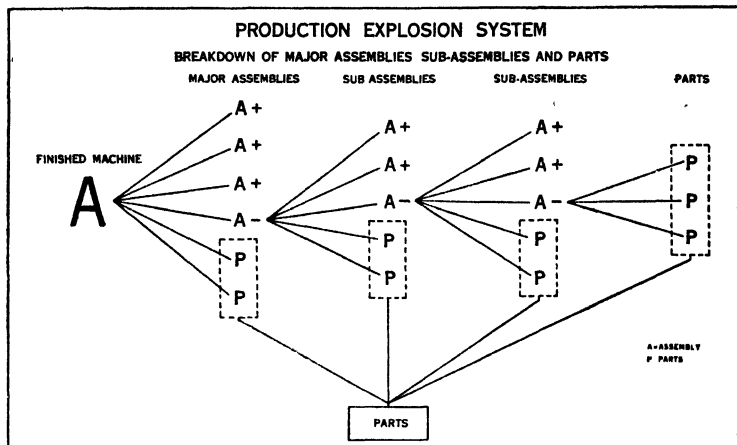 PRODUCTION EXPLOSION SYSTEM
BREAKDOWN OF MAJOR ASSEMBLIES SUB-ASSEMBLIES AND PARTS
MAJOR ASSEMBLIES SUB ASSEMBLIES SUB-ASSEMBLIES PARTS
FINISHED MACHINE
A
A+
A+
A+
A-
P
P
A+
A+
A-
P
P
A+
A+
A-
P
P
P
P
P
A=ASSEMBLY
P PARTS
PARTS